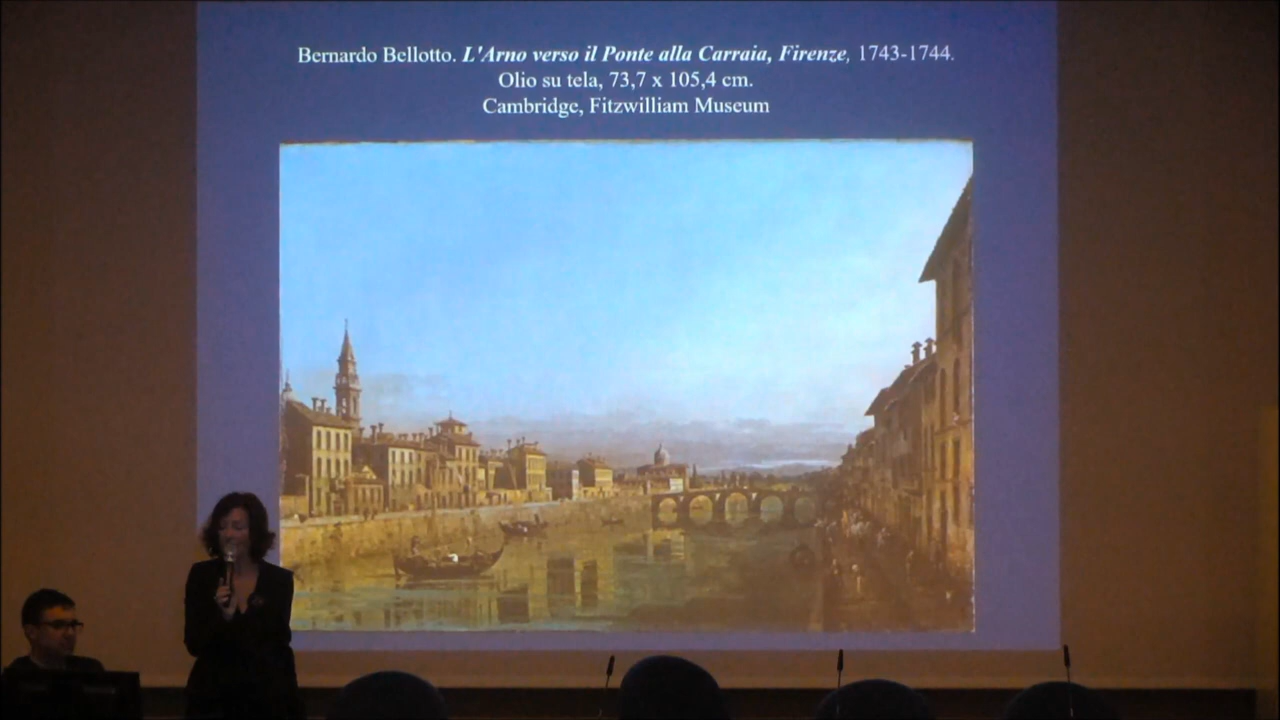 Bernardo Bellotto. L'Arno verso il Ponte alla Carraia, Firenze, 1743-1744.
Olio su tela, 73,7 x 105,4 cm.
Cambridge, Fitzwilliam Museum